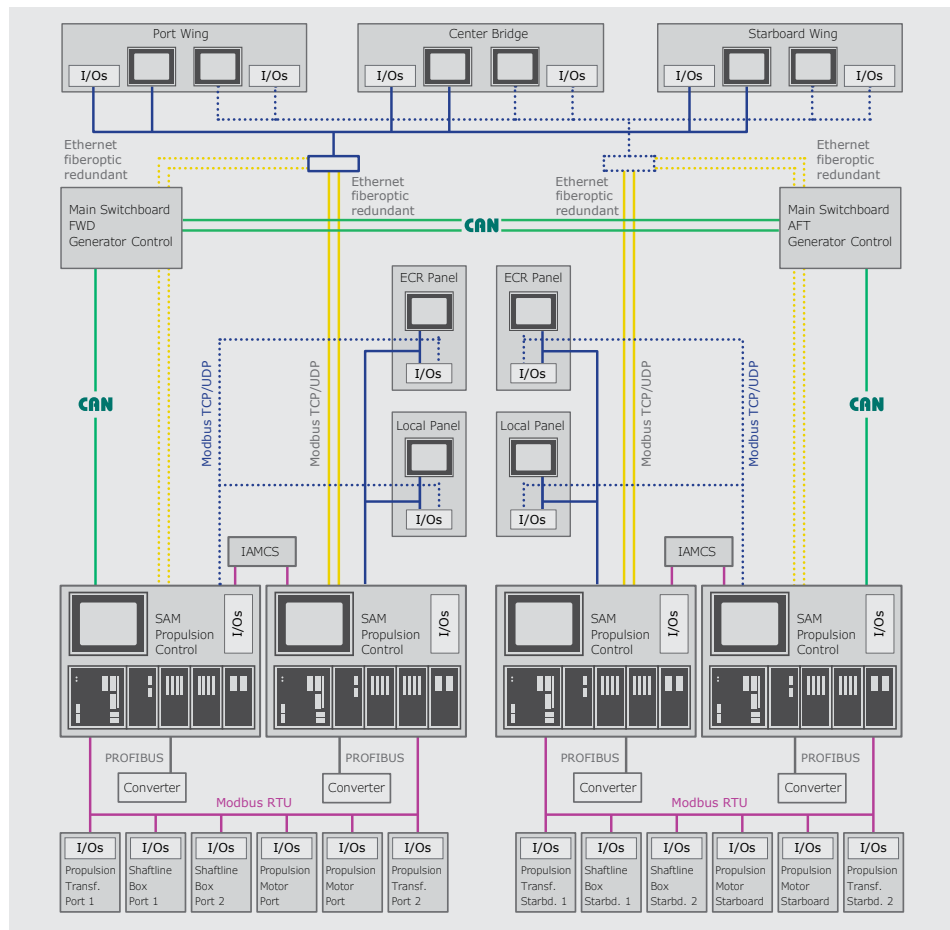 Port Wing
Center Bridge
Starboard Wing
I/Os
I/Os
I/Os
I/Os
I/Os
I/Os
Ethernet
fiberoptic
redundant
Ethernet
fiberoptic
redundant
Ethernet
fiberoptic
redundant
Ethernet
fiberoptic
redundant
Main Switchboard
FWD
Generator Control
CAN
Main Switchboard
AFT
Generator Control
ECR Panel
I/Os
ECR Panel
I/Os
CAN
Modbus TCP/UDP
Modbus TCP/UDP
Modbus TCP/UDP
Modbus TCP/UDP
CAN
Local Panel
I/Os
Local Panel
I/Os
IAMCS
IAMCS
SAM
Propulsion
Control
I/Os
SAM
Propulsion
Control
I/Os
SAM
Propulsion
Control
I/Os
SAM
Propulsion
Control
I/Os
PROFIBUS
PROFIBUS
PROFIBUS
PROFIBUS
Converter
Converter
Converter
Converter
Modbus RTU
Modbus RTU
I/Os
Propulsion
Transf.
Port 1
I/Os
Shaftline
Box
Port 1
I/Os
Shaftline
Box
Port 2
I/Os
Propulsion
Motor
Port
I/Os
Propulsion
Motor
Port
I/Os
Propulsion
Transf.
Port 2
I/Os
Propulsion
Transf.
Starbd. 1
I/Os
Shaftline
Box
Starbd. 1
I/Os
Shaftline
Box
Starbd. 2
I/Os
Propulsion
Motor
Starboard
I/Os
Propulsion
Motor
Starboard
I/Os
Propulsion
Transf.
Starbd. 2